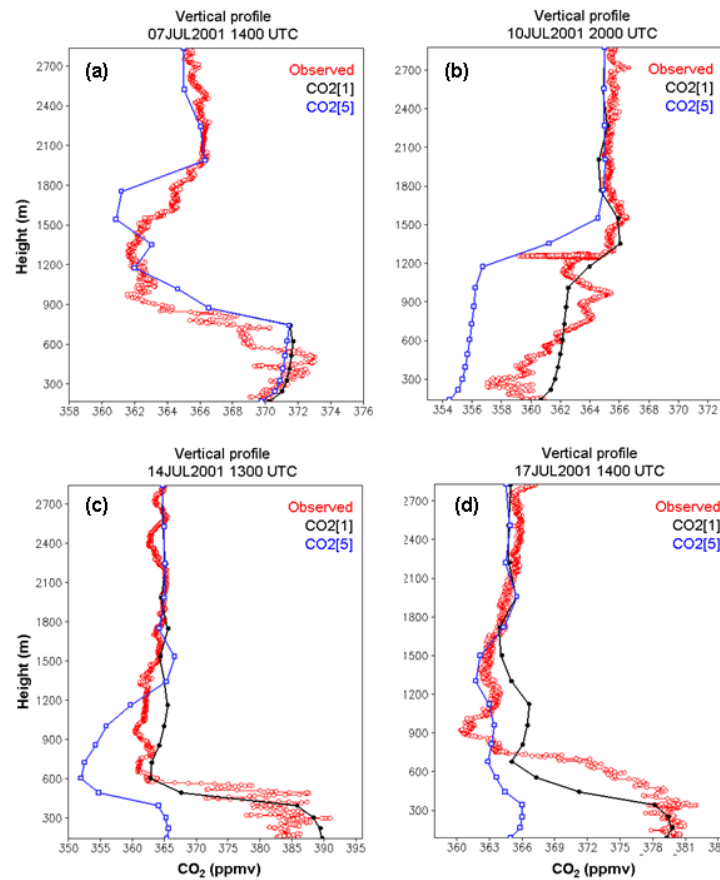 Vertical profile
07JUL2001 1400 UTC
(a)
Observed
CO2[1]
CO2[5]
Height (m)
2700
2400
2100
1800
1500
1200
900
600
300
358 360 362 364 366 368 370 372 374 376
Vertical profile
10JUL2001 2000 UTC
(b)
Observed
CO2[1]
CO2[5]
2700
2400
2100
1800
1500
1200
900
600
300
354 356 358 360 362 364 366 368 370 372
Vertical profile
14JUL2001 1300 UTC
(c)
Observed
CO2[1]
CO2[5]
Height (m)
2700
2400
2100
1800
1500
1200
900
600
300
350 355 360 365 370 375 380 385 390 395
CO₂ (ppmv)
Vertical profile
17JUL2001 1400 UTC
(d)
Observed
CO2[1]
CO2[5]
2700
2400
2100
1800
1500
1200
900
600
300
360 363 366 369 372 375 378 381
CO₂ (ppmv)